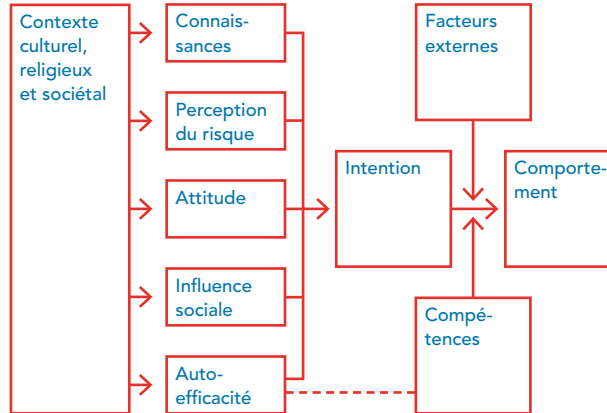 Contexte
culturel,
religieux
et sociétal
Connais-
sances
Perception
du risque
Attitude
Influence
sociale
Auto-
efficacité
Intention
Facteurs
externes
Compé-
tences
Comporte-
ment